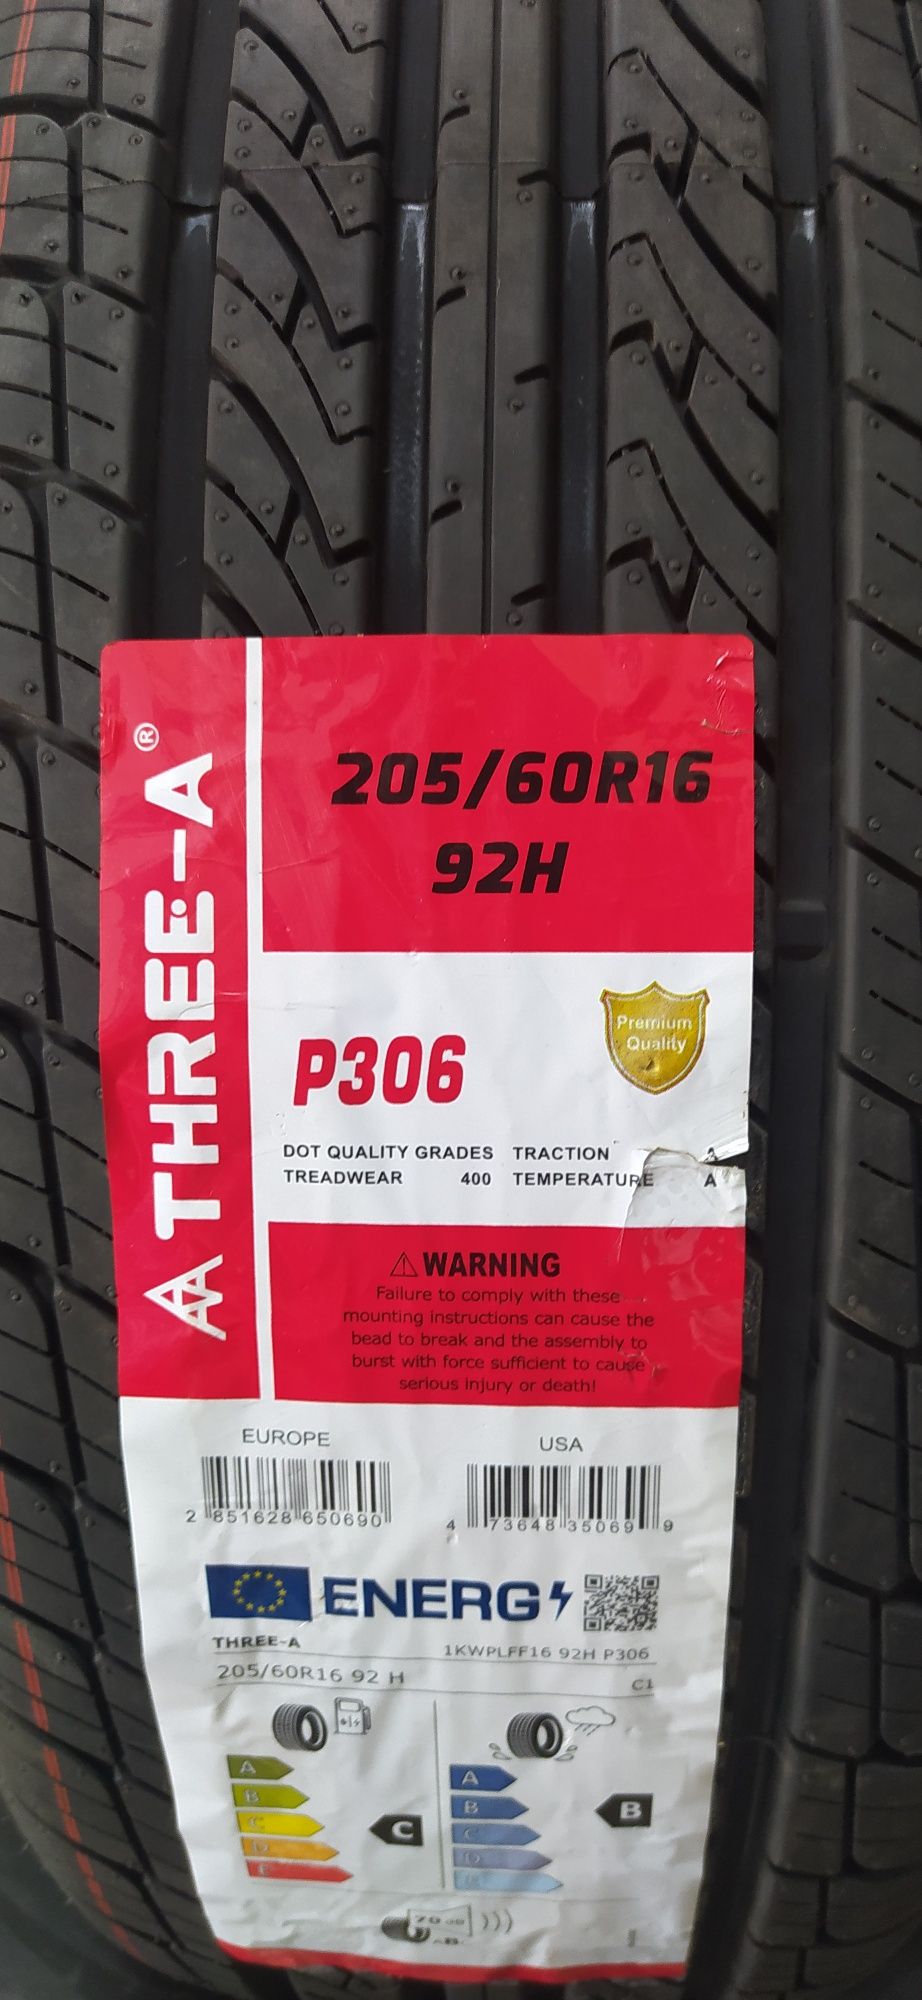 THREE-A®
205/60R16
92H
P306
Premium
Quality
DOT QUALITY GRADES TRACTION
TREADWEAR 400 TEMPERATURE A
WARNING
Failure to comply with these
mounting instructions can cause the
bead to break and the assembly to
burst with force sufficient to cause
serious injury or death!
EUROPE
USA
2 851628 650690
4 73648 35069 9
ENERG
THREE-A
1KWPLFF16 92H P306
205/60R16 92 H
C1
A
B
C
D
E
C
A
B
C
D
E
B
70 dB